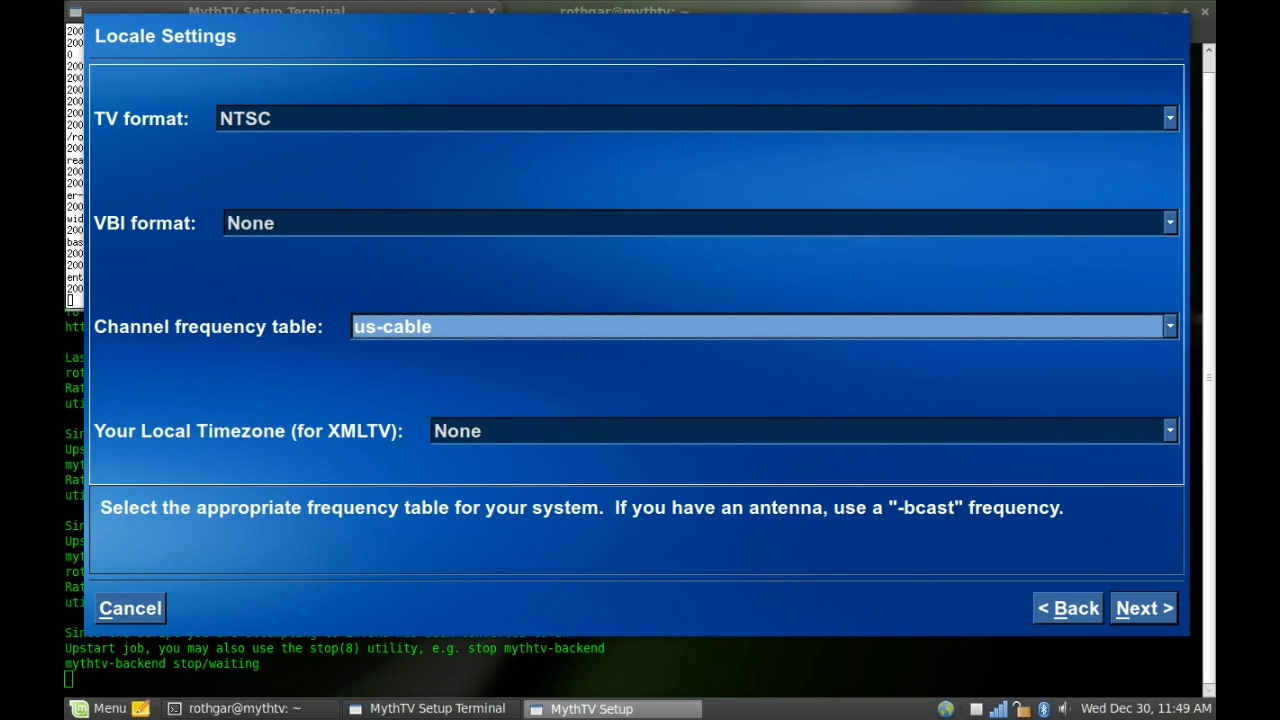 MythTV Setup Terminal
rothgar@mythtv: ~
Locale Settings
TV format: NTSC
VBI format: None
Channel frequency table: us-cable
Your Local Timezone (for XMLTV): None
Select the appropriate frequency table for your system.  If you have an antenna, use a "-bcast" frequency.
Cancel
< Back
Next >
Upstart job, you may also use the stop(8) utility, e.g. stop mythtv-backend
mythtv-backend stop/waiting
Menu
rothgar@mythtv: ~
MythTV Setup Terminal
MythTV Setup
Wed Dec 30, 11:49 AM